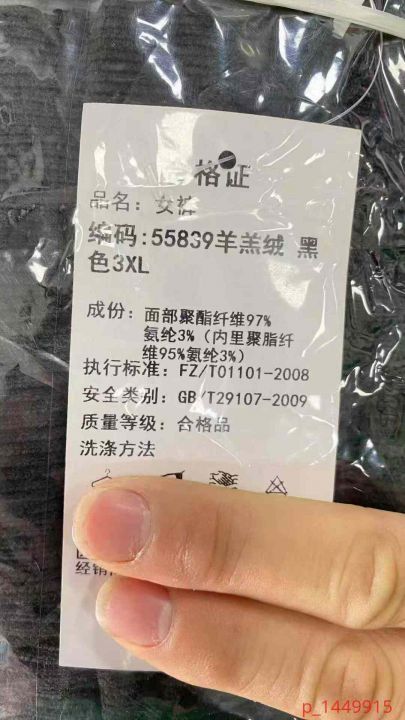 格证
品名: 女裤
编码:55839羊羔绒 黑
色3XL
成份: 面部聚酯纤维97%
氨纶3% (内里聚脂纤
维95%氨纶3%)
执行标准: FZ/T01101-2008
安全类别: GB/T29107-2009
质量等级: 合格品
洗涤方法
经销
p_1449915